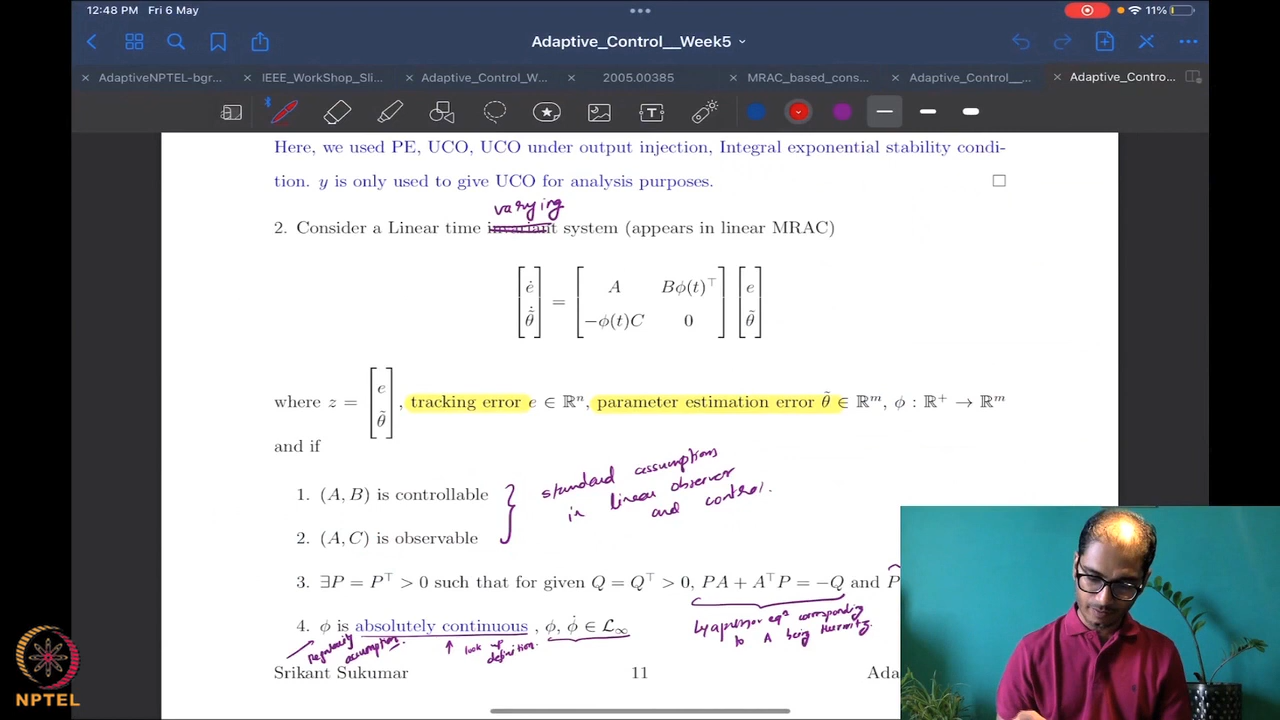 12:48 PM Fri 6 May
11%
Adaptive_Control__Week5
AdaptiveNPTEL-bgr...
IEEE_WorkShop_Sli...
Adaptive_Control_W...
2005.00385
MRAC_based_cons...
Adaptive_Control__...
Adaptive_Contro...
Here, we used PE, UCO, UCO under output injection, Integral exponential stability condi-
tion. y is only used to give UCO for analysis purposes. □
varying
2. Consider a Linear time invariant system (appears in linear MRAC)
[ė; θ̃̇] = [A Bϕ(t)⊤; −ϕ(t)C 0] [e; θ̃]
where z = [e; θ̃], tracking error e ∈ ℝⁿ, parameter estimation error θ̃ ∈ ℝᵐ, ϕ : ℝ⁺ → ℝᵐ
and if
1. (A, B) is controllable
2. (A, C) is observable
standard assumptions
in linear observer
and control.
3. ∃P = P⊤ > 0 such that for given Q = Q⊤ > 0, PA + A⊤P = −Q and P
4. ϕ is absolutely continuous , ϕ, ϕ̇ ∈ L∞
regularity
assumption.
look up
definition.
Lyapunov eqn corresponding
to A being Hurwitz.
Srikant Sukumar
11
Ada
NPTEL